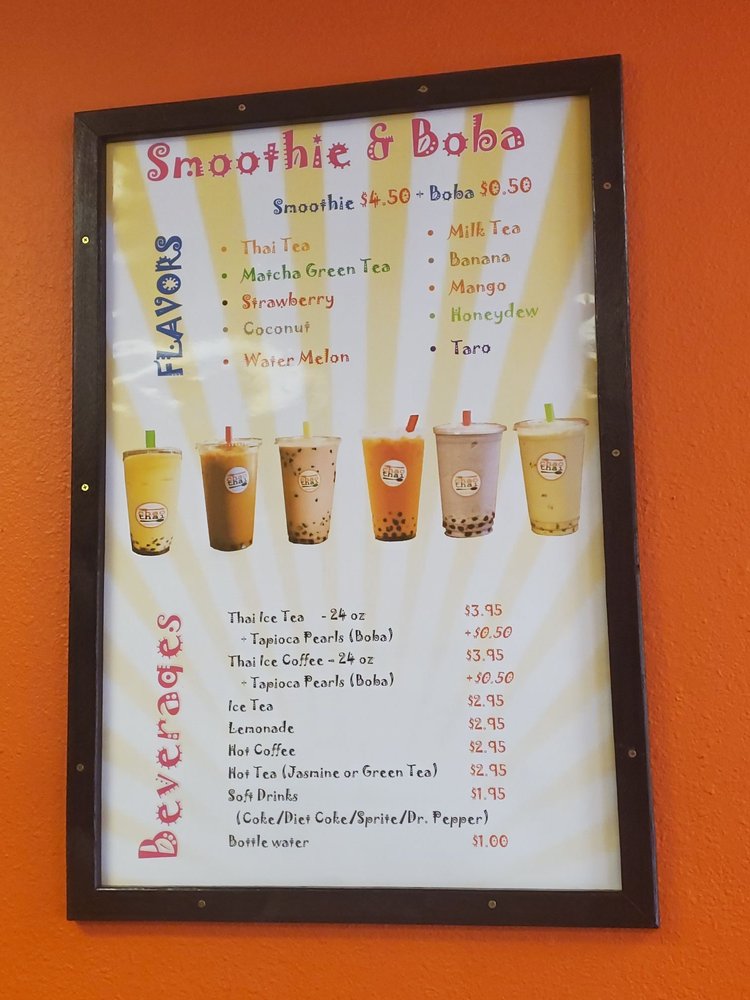 Smoothie & Boba
Smoothie $4.50 + Boba $0.50
FLAVORS
• Thai Tea
• Matcha Green Tea
• Strawberry
• Coconut
• Water Melon
• Milk Tea
• Banana
• Mango
• Honeydew
• Taro
Beverages
Thai Ice Tea - 24 oz $3.95
+ Tapioca Pearls (Boba) +$0.50
Thai Ice Coffee - 24 oz $3.95
+ Tapioca Pearls (Boba) +$0.50
Ice Tea $2.95
Lemonade $2.95
Hot Coffee $2.95
Hot Tea (Jasmine or Green Tea) $2.95
Soft Drinks $1.95
(Coke/Diet Coke/Sprite/Dr. Pepper)
Bottle water $1.00